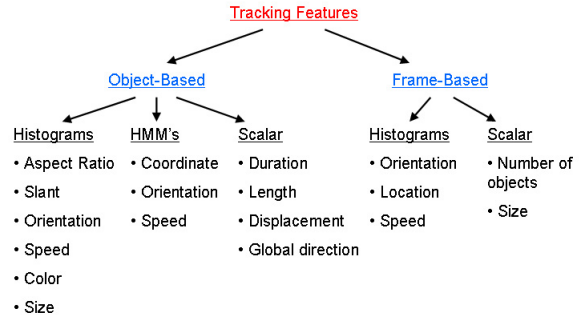 Tracking Features
Object-Based
Frame-Based
Histograms
• Aspect Ratio
• Slant
• Orientation
• Speed
• Color
• Size
HMM's
• Coordinate
• Orientation
• Speed
Scalar
• Duration
• Length
• Displacement
• Global direction
Histograms
• Orientation
• Location
• Speed
Scalar
• Number of
objects
• Size